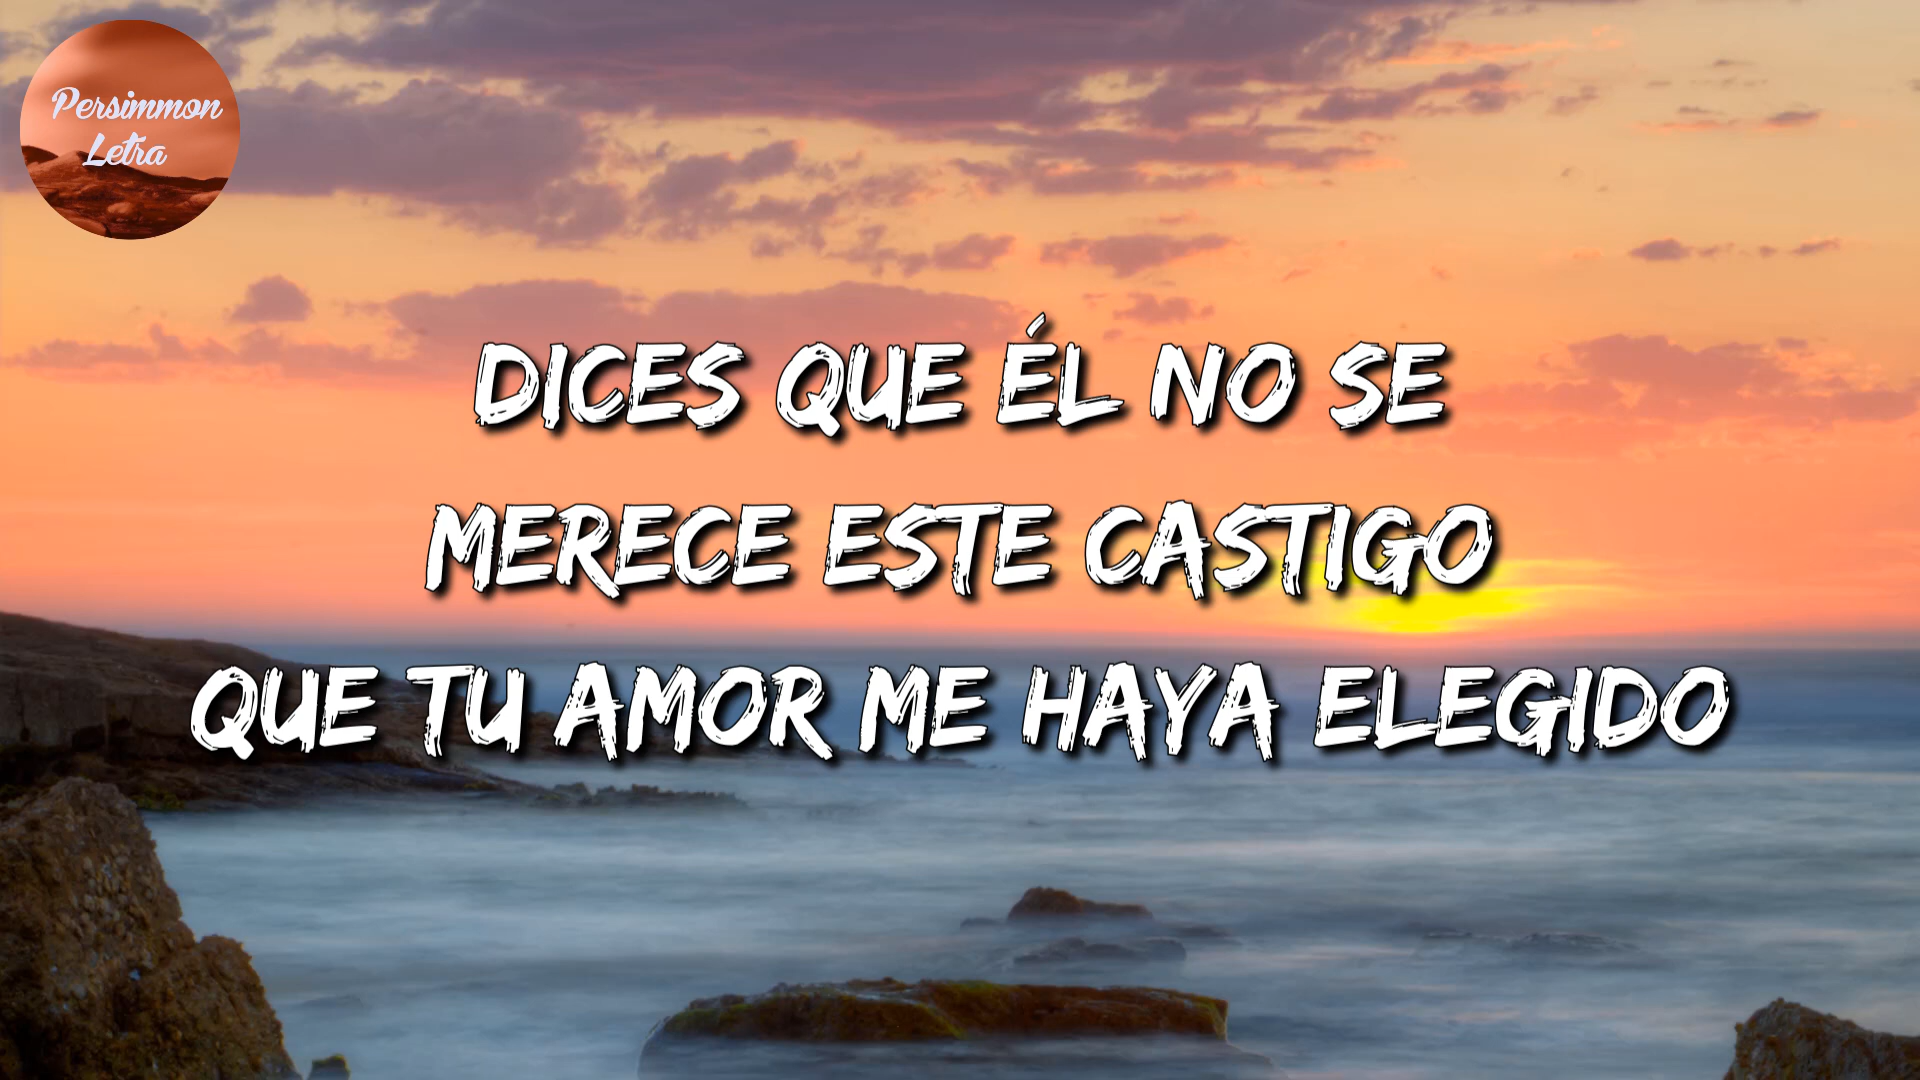 Persimmon
Letra
DICES QUE ÉL NO SE
MERECE ESTE CASTIGO
QUE TU AMOR ME HAYA ELEGIDO